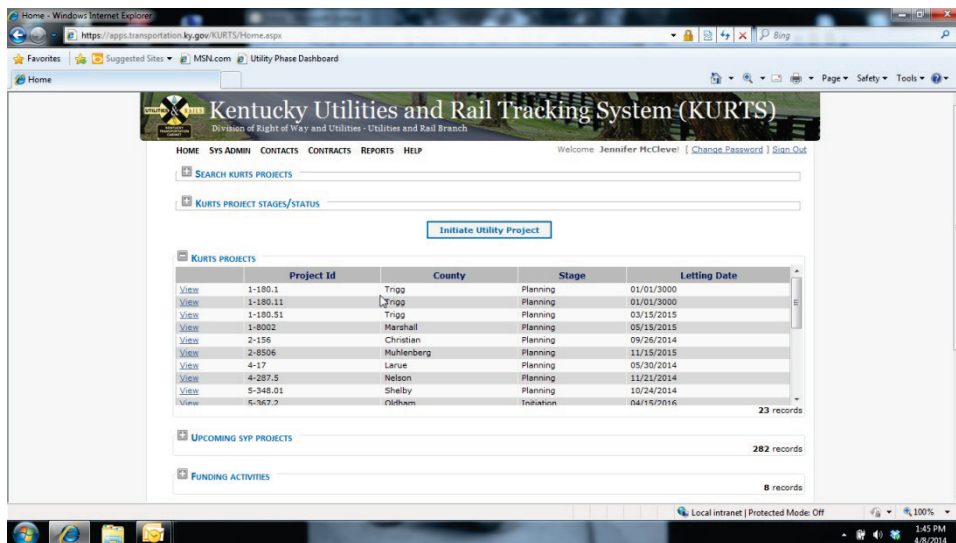 Home - Windows Internet Explorer
https://apps.transportation.ky.gov/KURTS/Home.aspx
Bing
Favorites Suggested Sites MSN.com Utility Phase Dashboard
Home Page Safety Tools
UTILITIES & RAILS Kentucky Utilities and Rail Tracking System (KURTS)
Division of Right of Way and Utilities - Utilities and Rail Branch
HOME SYS ADMIN CONTACTS CONTRACTS REPORTS HELP Welcome Jennifer McCleve! [ Change Password ] Sign Out
SEARCH KURTS PROJECTS
KURTS PROJECT STAGES/STATUS
Initiate Utility Project
KURTS PROJECTS
Project Id County Stage Letting Date
View 1-180.1 Trigg Planning 01/01/3000
View 1-180.11 Trigg Planning 01/01/3000
View 1-180.51 Trigg Planning 03/15/2015
View 1-8002 Marshall Planning 05/15/2015
View 2-156 Christian Planning 09/26/2014
View 2-8506 Muhlenberg Planning 11/15/2015
View 4-17 Larue Planning 05/30/2014
View 4-287.5 Nelson Planning 11/21/2014
View 5-348.01 Shelby Planning 10/24/2014
View 5-367.2 Oldham Initiation 04/15/2016
23 records
UPCOMING SYP PROJECTS
282 records
FUNDING ACTIVITIES
8 records
Local intranet | Protected Mode: Off 100%
1:45 PM
4/8/2014